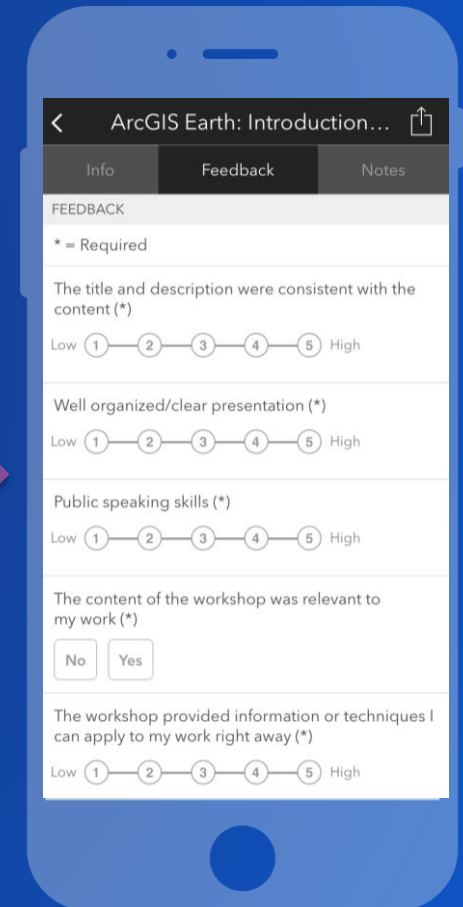 ArcGIS Earth: Introduction...
Info Feedback Notes
FEEDBACK
* = Required
The title and description were consistent with the
content (*)
Low 1 2 3 4 5 High
Well organized/clear presentation (*)
Low 1 2 3 4 5 High
Public speaking skills (*)
Low 1 2 3 4 5 High
The content of the workshop was relevant to
my work (*)
No Yes
The workshop provided information or techniques I
can apply to my work right away (*)
Low 1 2 3 4 5 High